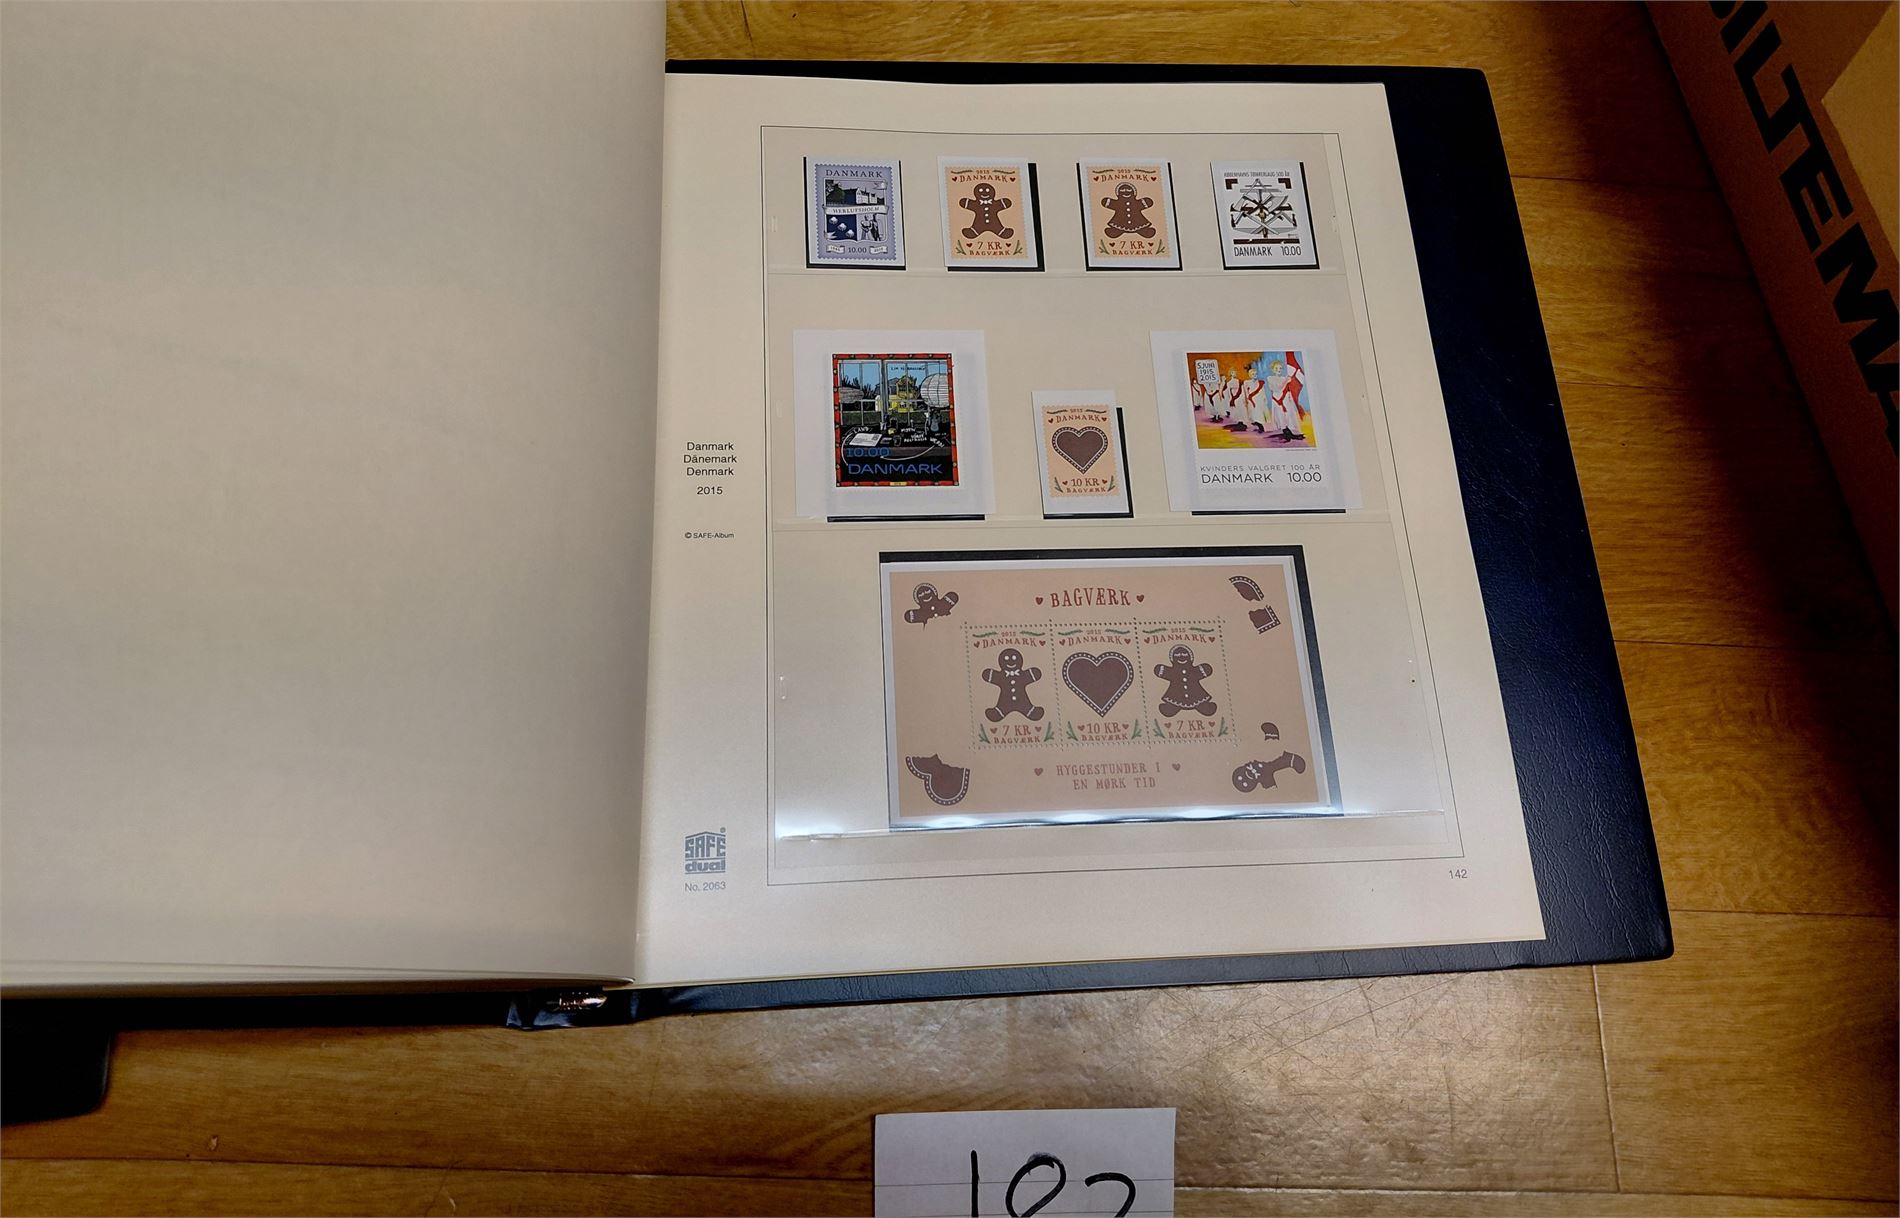 DANMARK
HERLUFSHOLM
10.00
2015
DANMARK
7 KR
BAGVÆRK
2015
DANMARK
7 KR
BAGVÆRK
KØBENHAVNS TØMRERLAUG 500 ÅR
DANMARK 10.00
10.00
DANMARK
2015
DANMARK
10 KR
BAGVÆRK
5 JUNI
1915
2015
KVINDERS VALGRET 100 ÅR
DANMARK 10.00
Danmark
Dänemark
Denmark
2015
© SAFE-Album
BAGVÆRK
2015
DANMARK
7 KR
BAGVÆRK
2015
DANMARK
10 KR
BAGVÆRK
2015
DANMARK
7 KR
BAGVÆRK
HYGGESTUNDER I
EN MØRK TID
SAFE
dual
No. 2063
142
BILTEMA